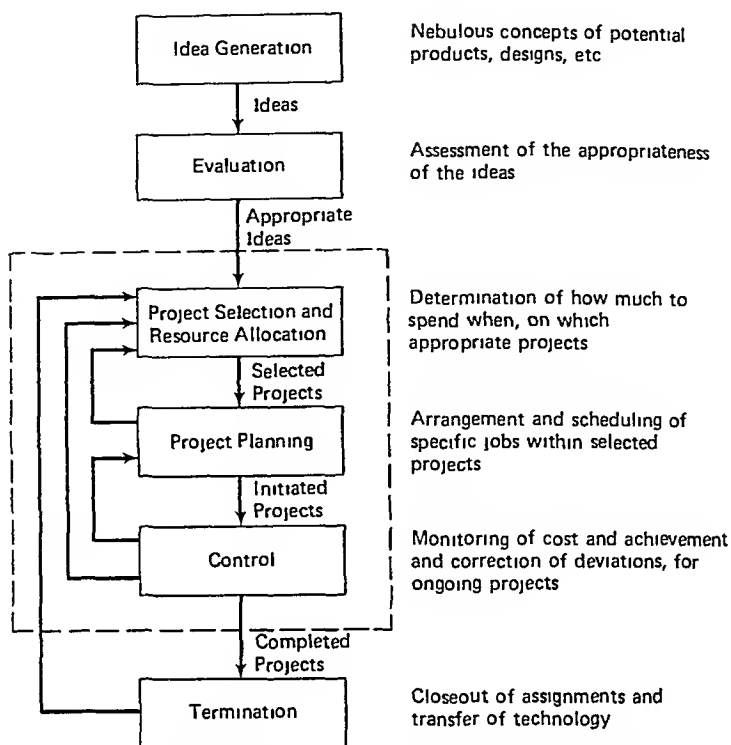 Idea Generation
Nebulous concepts of potential
products, designs, etc
Ideas
Evaluation
Assessment of the appropriateness
of the ideas
Appropriate
Ideas
Project Selection and
Resource Allocation
Determination of how much to
spend when, on which
appropriate projects
Selected
Projects
Project Planning
Arrangement and scheduling of
specific jobs within selected
projects
Initiated
Projects
Control
Monitoring of cost and achievement
and correction of deviations, for
ongoing projects
Completed
Projects
Termination
Closeout of assignments and
transfer of technology